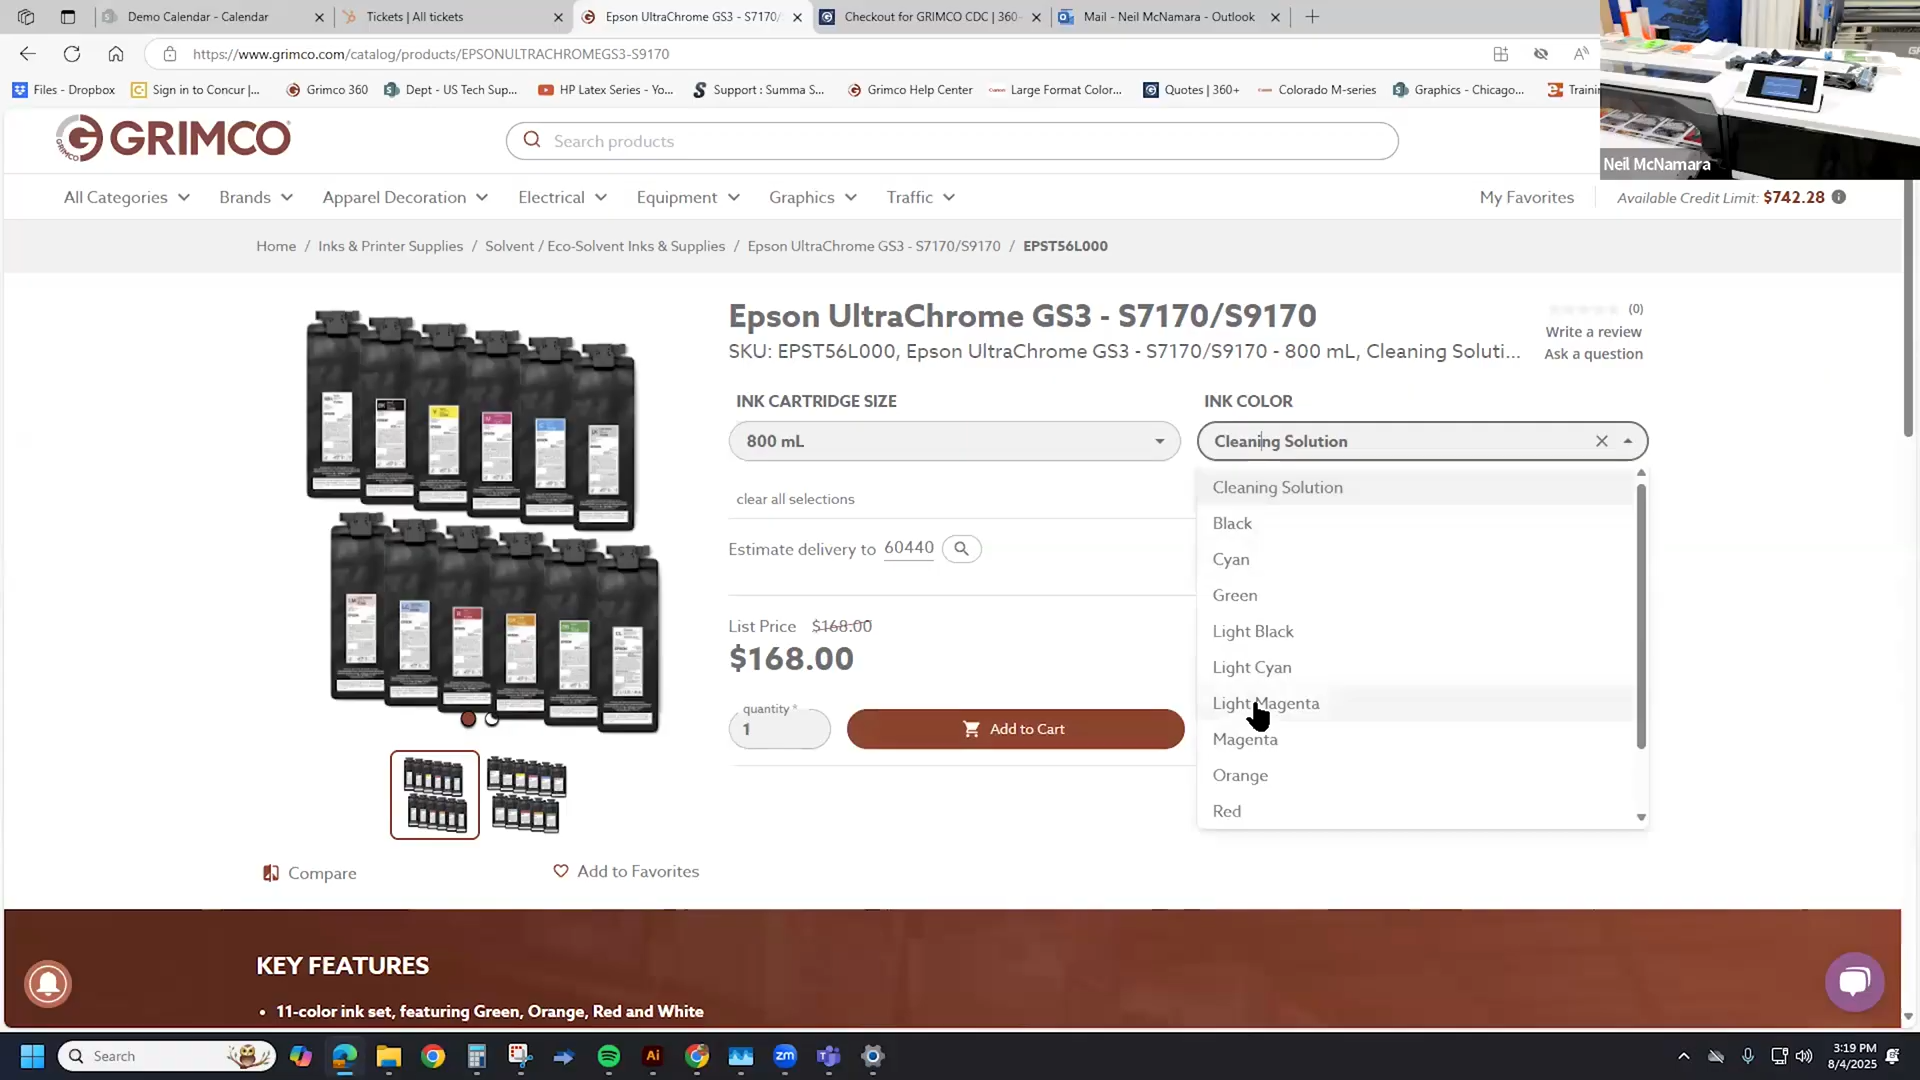 Demo Calendar - Calendar
Tickets | All tickets
Epson UltraChrome GS3 - S7170/
Checkout for GRIMCO CDC | 360-
Mail - Neil McNamara - Outlook
https://www.grimco.com/catalog/products/EPSONULTRACHROMEGS3-S9170
Files - Dropbox
Sign in to Concur |...
Grimco 360
Dept - US Tech Sup...
HP Latex Series - Yo...
Support : Summa S...
Grimco Help Center
Large Format Color...
Quotes | 360+
Colorado M-series
Graphics - Chicago...
Traini
Neil McNamara
GRIMCO
Search products
All Categories
Brands
Apparel Decoration
Electrical
Equipment
Graphics
Traffic
My Favorites
Available Credit Limit: $742.28
Home / Inks & Printer Supplies / Solvent / Eco-Solvent Inks & Supplies / Epson UltraChrome GS3 - S7170/S9170 / EPST56L000
Epson UltraChrome GS3 - S7170/S9170
(0)
Write a review
SKU: EPST56L000, Epson UltraChrome GS3 - S7170/S9170 - 800 mL, Cleaning Soluti...
Ask a question
INK CARTRIDGE SIZE
INK COLOR
800 mL
Cleaning Solution
clear all selections
Cleaning Solution
Black
Cyan
Green
Light Black
Light Cyan
Light Magenta
Magenta
Orange
Red
Estimate delivery to 60440
List Price $168.00
$168.00
quantity *
1
Add to Cart
Compare
Add to Favorites
KEY FEATURES
• 11-color ink set, featuring Green, Orange, Red and White
Search
3:19 PM
8/4/2025